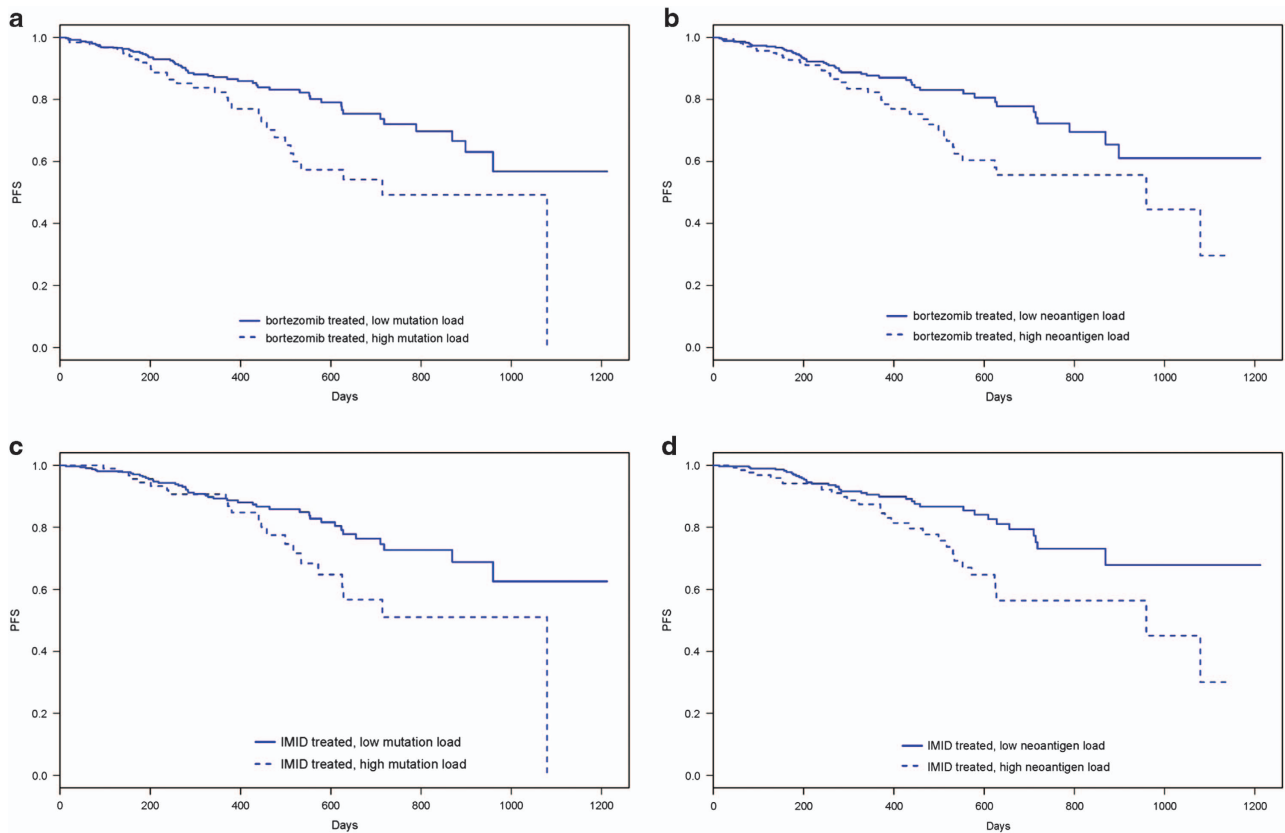 a
1.0
0.8
0.6
0.4
0.2
0.0
PFS
bortezomib treated, low mutation load
bortezomib treated, high mutation load
0 200 400 600 800 1000 1200
Days
b
1.0
0.8
0.6
0.4
0.2
0.0
PFS
bortezomib treated, low neoantigen load
bortezomib treated, high neoantigen load
0 200 400 600 800 1000 1200
Days
c
1.0
0.8
0.6
0.4
0.2
0.0
PFS
IMID treated, low mutation load
IMID treated, high mutation load
0 200 400 600 800 1000 1200
Days
d
1.0
0.8
0.6
0.4
0.2
0.0
PFS
IMID treated, low neoantigen load
IMID treated, high neoantigen load
0 200 400 600 800 1000 1200
Days